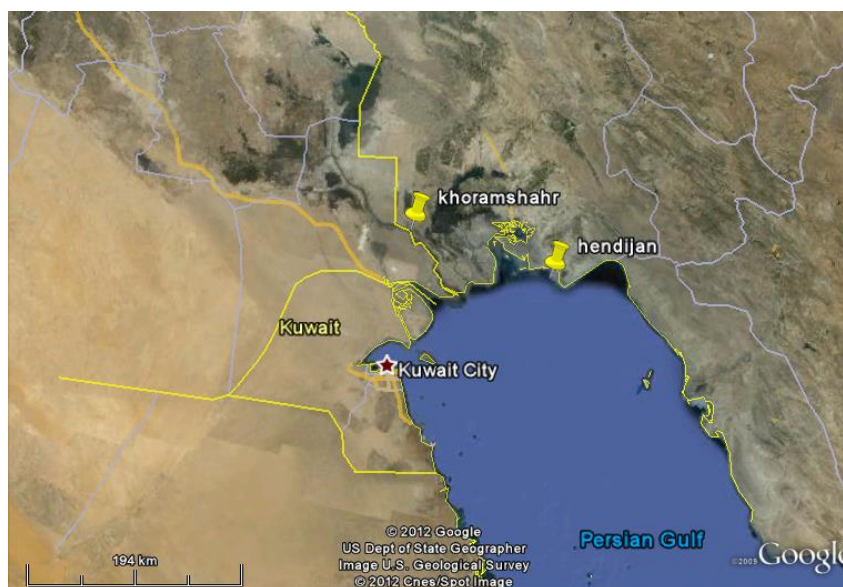 khoramshahr
hendijan
Kuwait
Kuwait City
Persian Gulf
© 2012 Google
US Dept of State Geographer
Image U.S. Geological Survey
© 2012 Cnes/Spot Image
©2009 Google
194 km